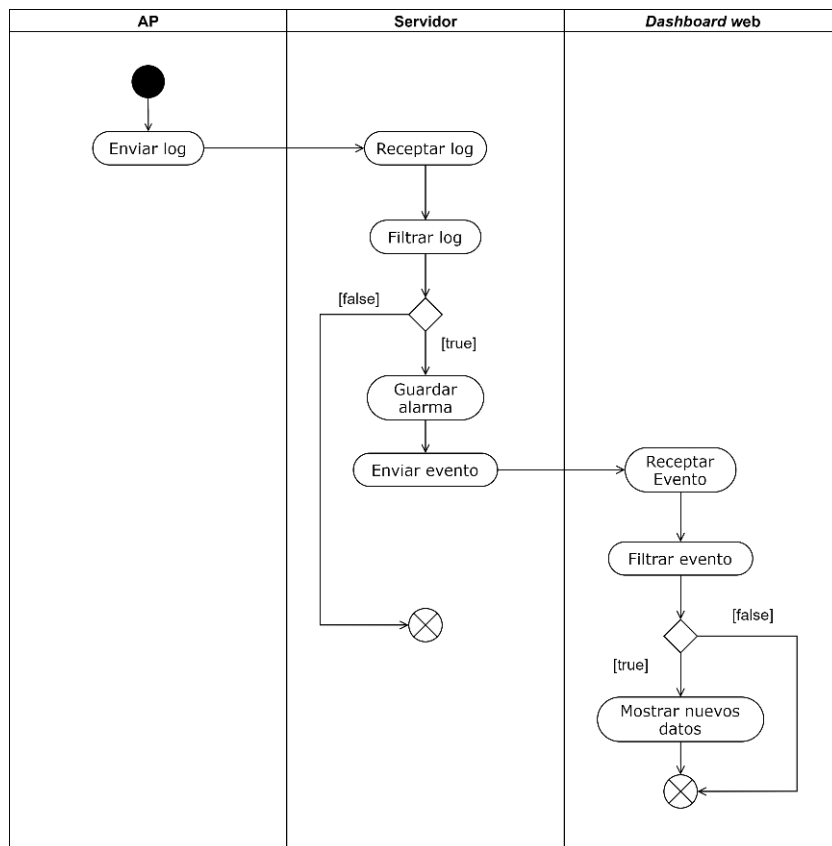 AP
Servidor
Dashboard web
Enviar log
Receptar log
Filtrar log
[false]
[true]
Guardar
alarma
Enviar evento
Receptar
Evento
Filtrar evento
[false]
[true]
Mostrar nuevos
datos